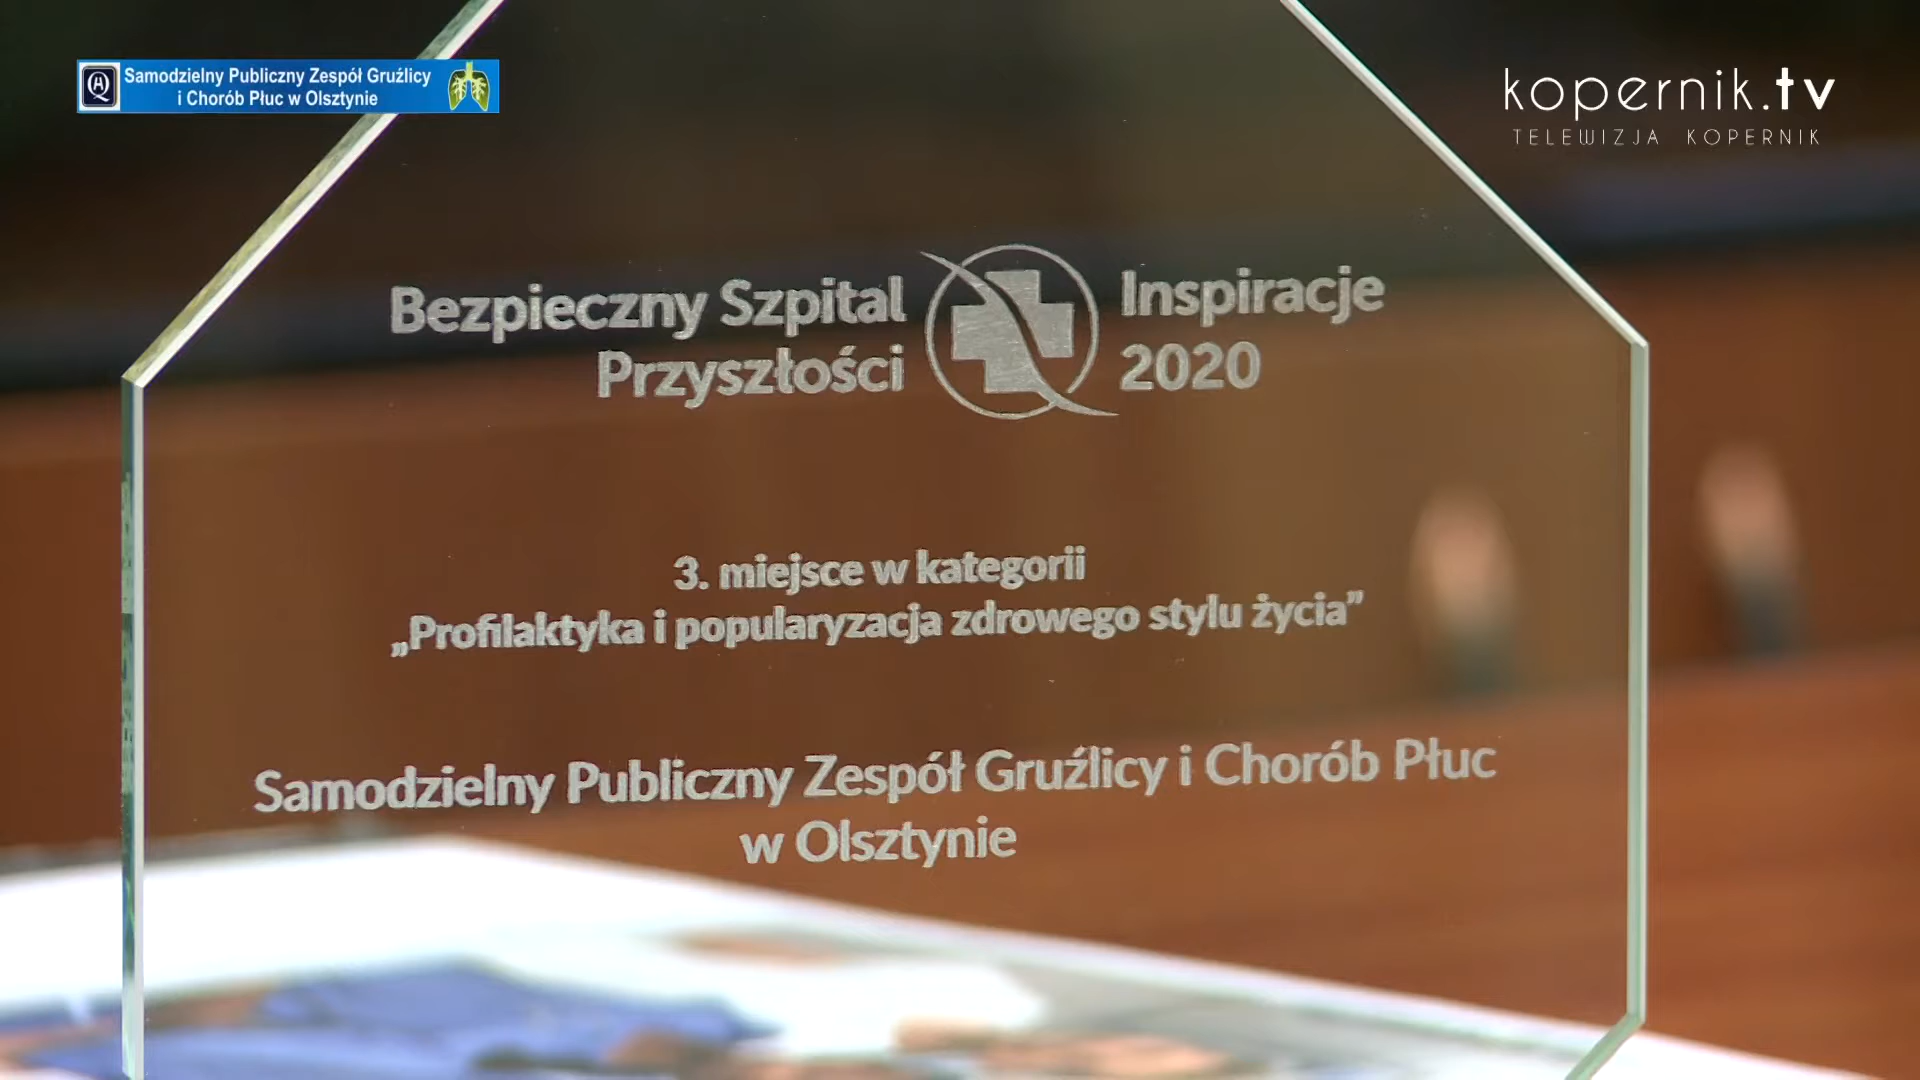 Samodzielny Publiczny Zespół Gruźlicy
i Chorób Płuc w Olsztynie
kopernik.tv
TELEWIZJA KOPERNIK
Bezpieczny Szpital
Przyszłości
Inspiracje
2020
3. miejsce w kategorii
„Profilaktyka i popularyzacja zdrowego stylu życia”
Samodzielny Publiczny Zespół Gruźlicy i Chorób Płuc
w Olsztynie